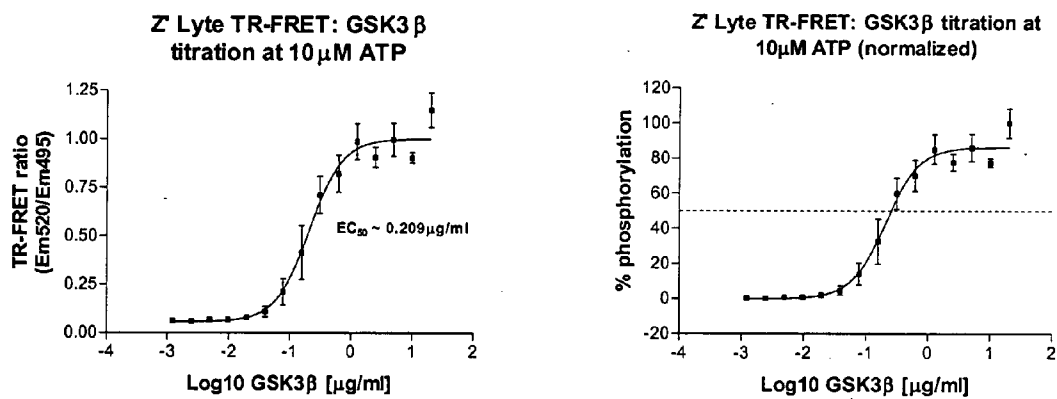 Z' Lyte TR-FRET: GSK3β
titration at 10μM ATP
TR-FRET ratio
(Em520/Em495)
1.25
1.00
0.75
0.50
0.25
0.00
EC50 ~ 0.209μg/ml
-4 -3 -2 -1 0 1 2
Log10 GSK3β [μg/ml]
Z' Lyte TR-FRET: GSK3β titration at
10μM ATP (normalized)
% phosphorylation
120
100
80
60
40
20
0
-20
-4 -3 -2 -1 0 1 2
Log10 GSK3β [μg/ml]